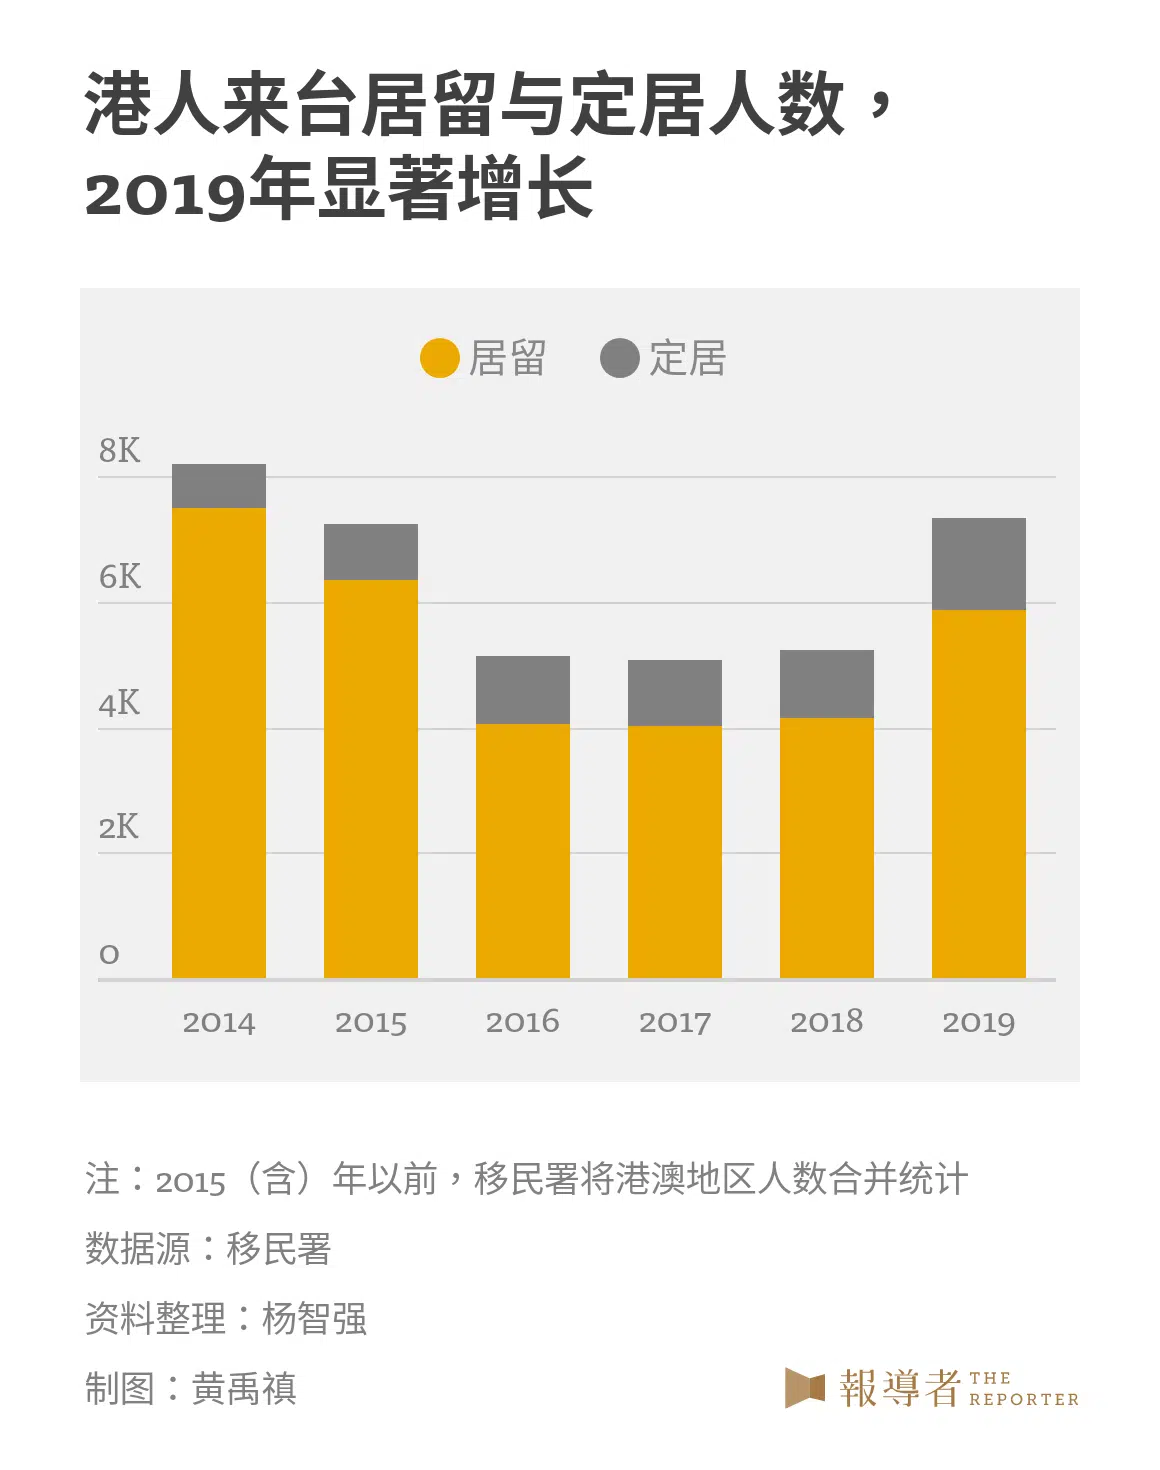 港人来台居留与定居人数，
2019年显著增长
居留
定居
8K
6K
4K
2K
0
2014
2015
2016
2017
2018
2019
注：2015（含）年以前，移民署将港澳地区人数合并统计
数据源：移民署
资料整理：杨智强
制图：黄禹禛
報導者 THE REPORTER